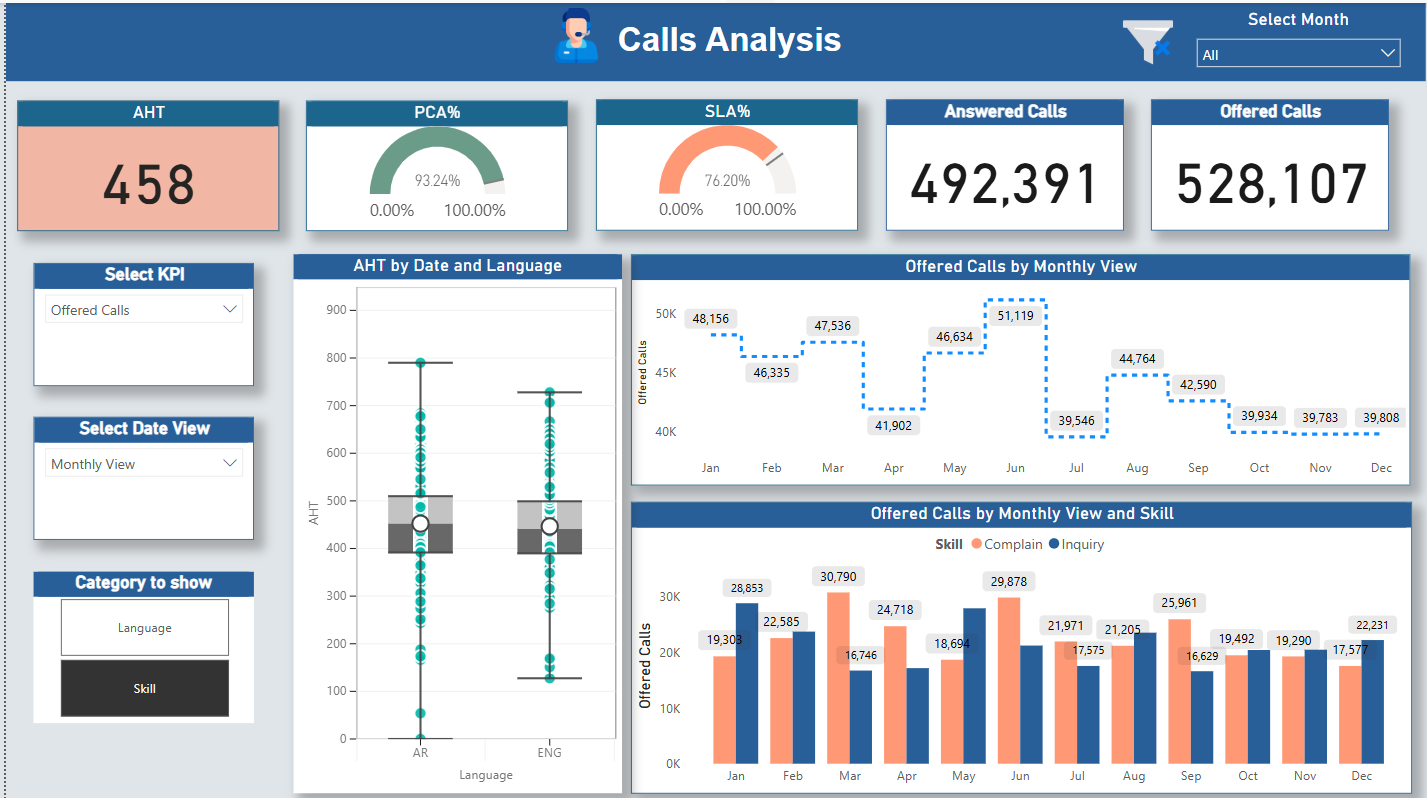 Calls Analysis
Select Month
All
AHT
458
PCA%
93.24%
0.00% 100.00%
SLA%
76.20%
0.00% 100.00%
Answered Calls
492,391
Offered Calls
528,107
Select KPI
Offered Calls
Select Date View
Monthly View
Category to show
Language
Skill
AHT by Date and Language
AHT
900
800
700
600
500
400
300
200
100
0
AR ENG
Language
Offered Calls by Monthly View
Offered Calls
50K
45K
40K
48,156
46,335
47,536
41,902
46,634
51,119
39,546
44,764
42,590
39,934
39,783
39,808
Jan Feb Mar Apr May Jun Jul Aug Sep Oct Nov Dec
Offered Calls by Monthly View and Skill
Skill Complain Inquiry
Offered Calls
30K
20K
10K
0K
19,303
28,853
22,585
30,790
16,746
24,718
18,694
29,878
21,971
17,575
21,205
25,961
16,629
19,492
19,290
17,577
22,231
Jan Feb Mar Apr May Jun Jul Aug Sep Oct Nov Dec